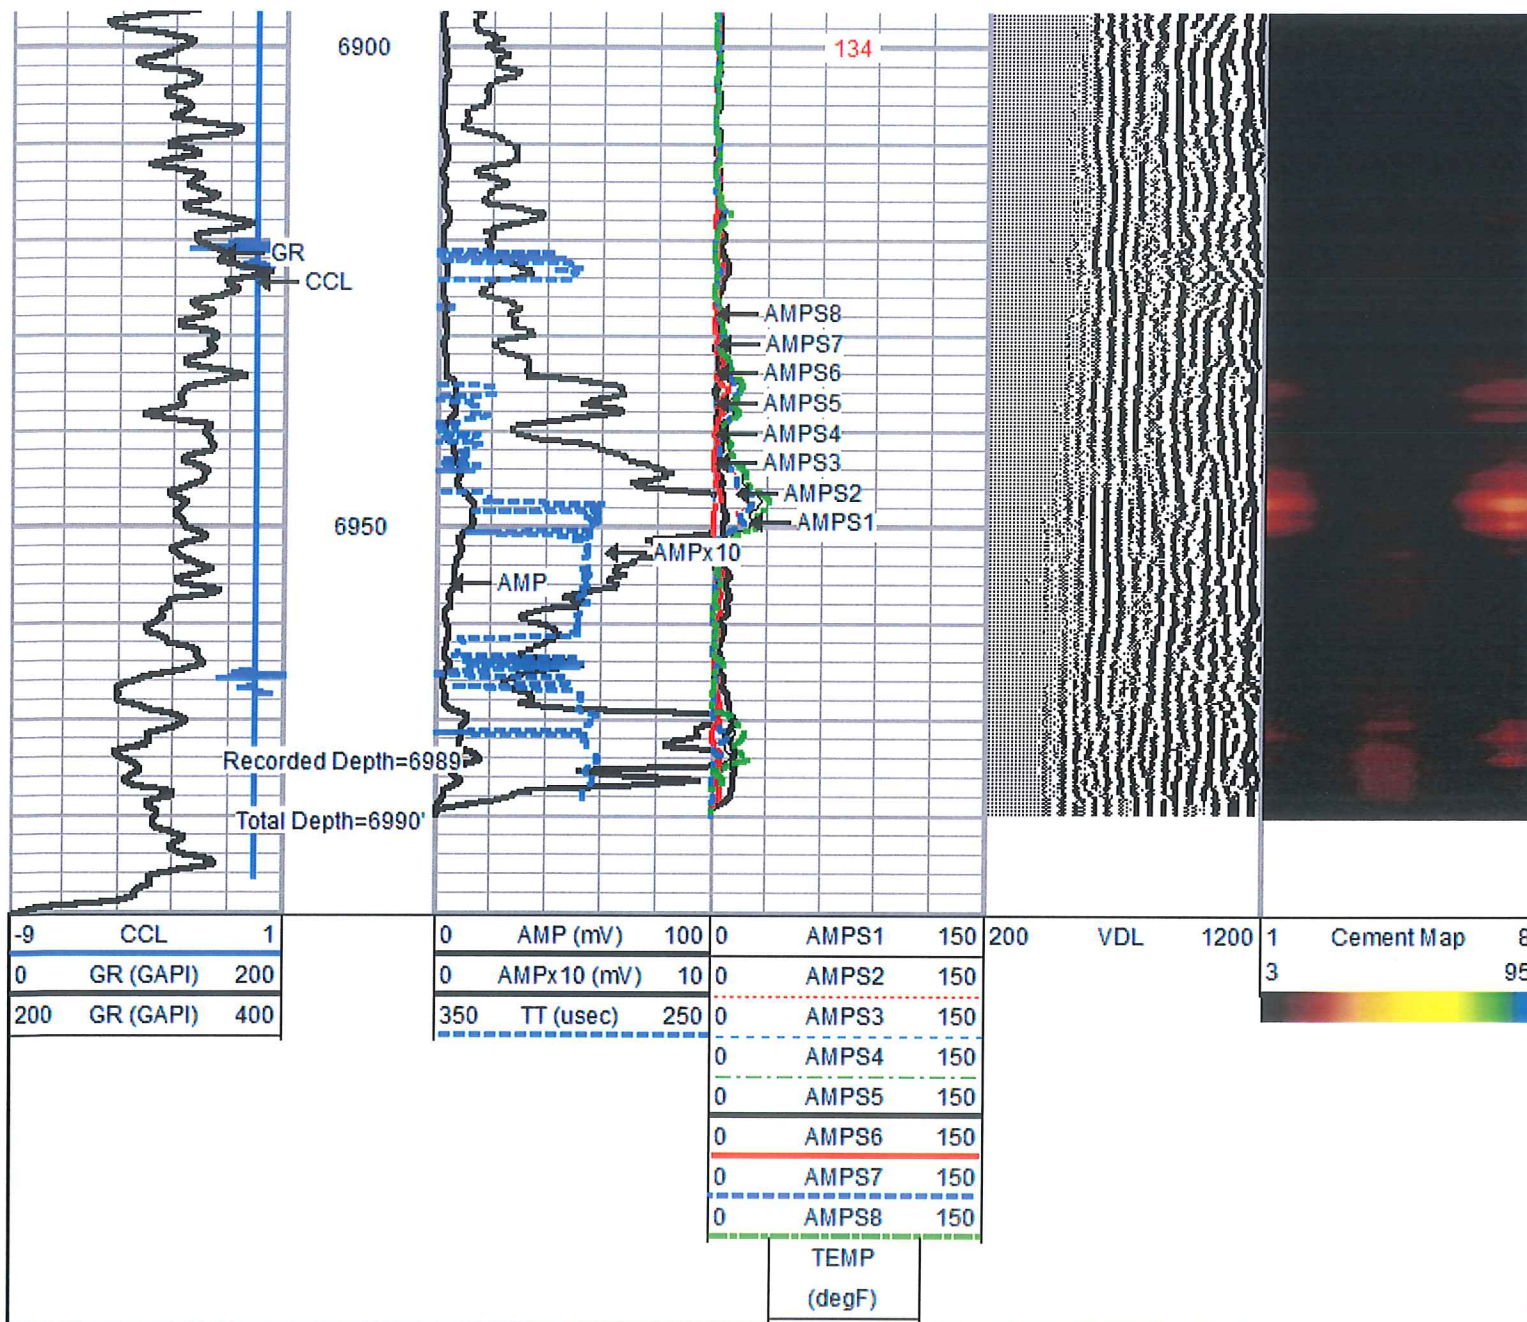 6900
134
GR
CCL
AMPS8
AMPS7
AMPS6
AMPS5
AMPS4
AMPS3
AMPS2
AMPS1
6950
AMPx10
AMP
Recorded Depth=6989
Total Depth=6990'
-9 CCL 1
0 GR (GAPI) 200
200 GR (GAPI) 400
0 AMP (mV) 100
0 AMPx10 (mV) 10
350 TT (usec) 250
0 AMPS1 150
0 AMPS2 150
0 AMPS3 150
0 AMPS4 150
0 AMPS5 150
0 AMPS6 150
0 AMPS7 150
0 AMPS8 150
TEMP
(degF)
200 VDL 1200
1 Cement Map 8
3 95